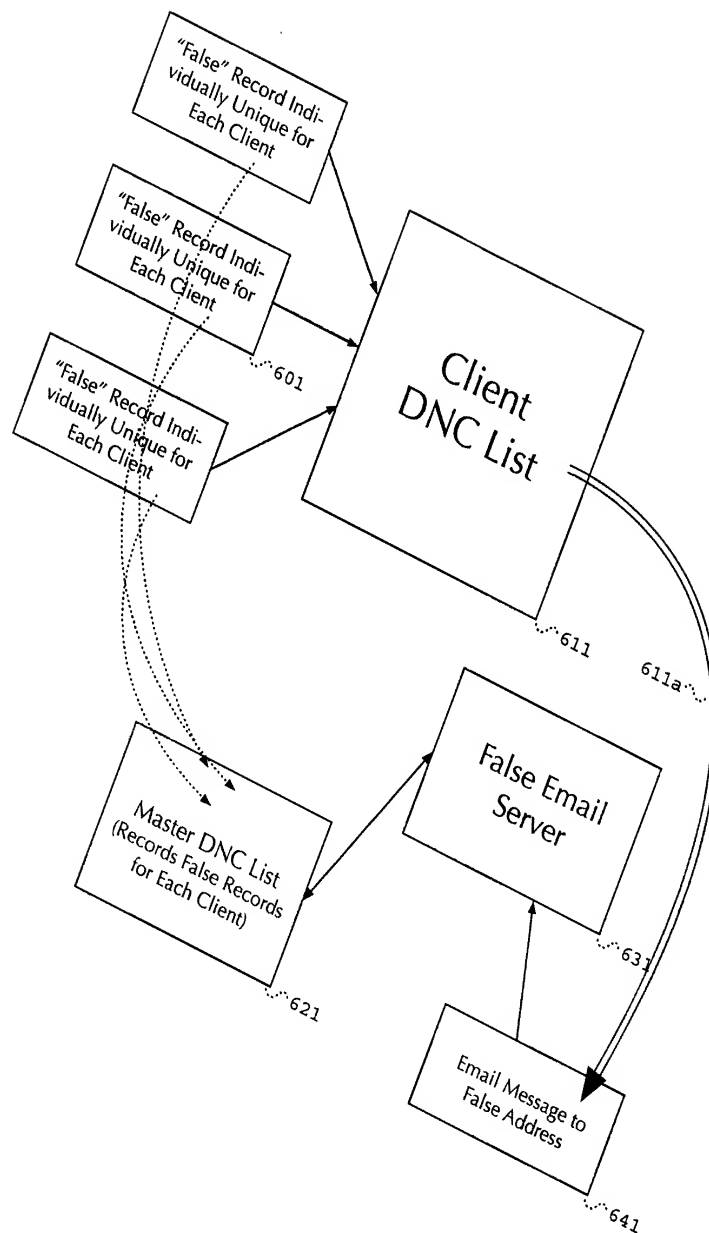 “False” Record Indi-
vidually Unique for
Each Client
“False” Record Indi-
vidually Unique for
Each Client
601
“False” Record Indi-
vidually Unique for
Each Client
Client
DNC List
611
611a
False Email
Server
631
Master DNC List
(Records False Records
for Each Client)
621
Email Message to
False Address
641